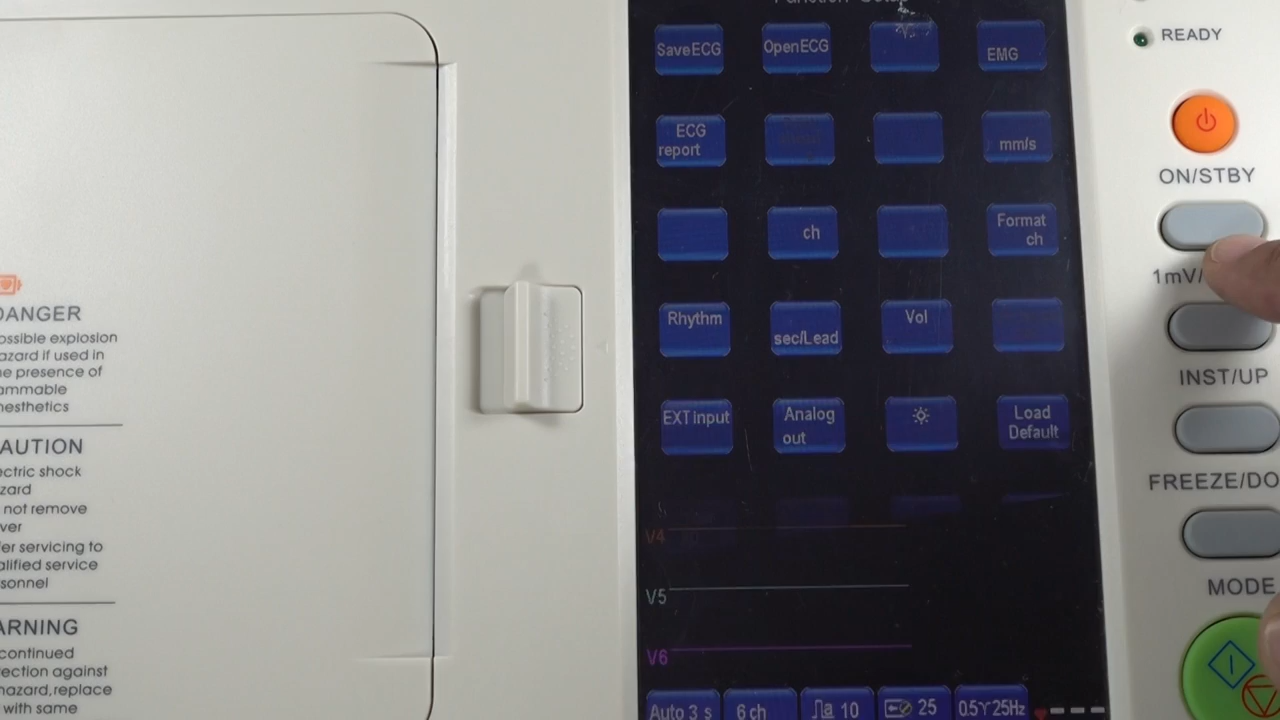 Function Setup
SaveECG
OpenECG
EMG
ECG
report
mm/s
ch
Format
ch
Rhythm
sec/Lead
Vol
EXT input
Analog
out
Load
Default
V4
V5
V6
Auto 3 s
6 ch
10
25
0.5~25Hz
READY
ON/STBY
1mV/
INST/UP
FREEZE/DO
MODE
DANGER
ossible explosion
azard if used in
he presence of
ammable
nesthetics
AUTION
ectric shock
zard
not remove
ver
fer servicing to
alified service
sonnel
ARNING
continued
ection against
hazard,replace
with same